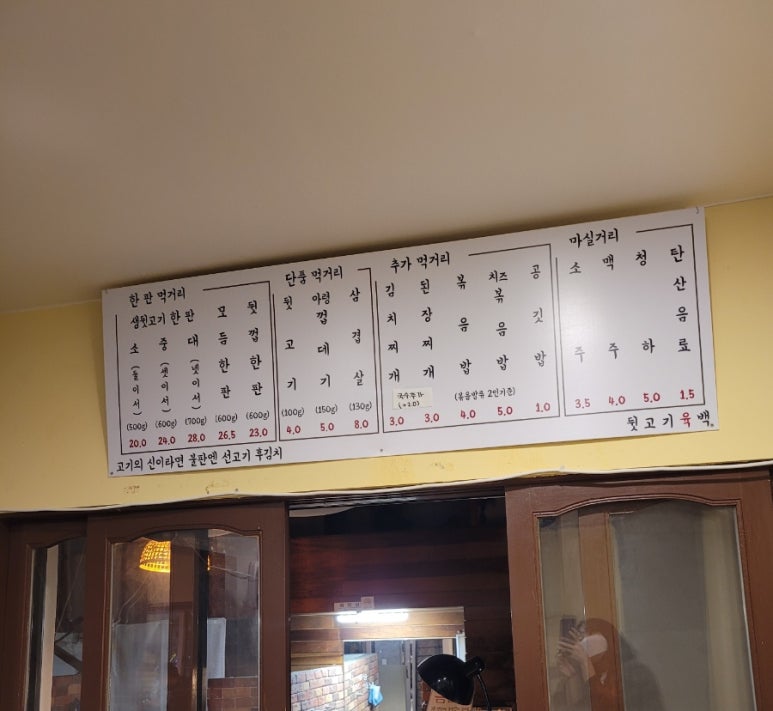 한 판 먹거리
생뒷고기 한 판
소 (둘이서) (500g) 20.0
중 (셋이서) (600g) 24.0
대 (넷이서) (700g) 28.0
모듬한판 (600g) 26.5
뒷껍한판 (600g) 23.0
단품 먹거리
뒷고기 (100g) 4.0
아령껍데기 (150g) 5.0
삼겹살 (130g) 8.0
추가 먹거리
김치찌개 3.0
된장찌개 3.0
국수추가
(+2.0)
볶음밥 4.0
치즈볶음밥 5.0
(볶음밥류 2인기준)
공깃밥 1.0
마실거리
소주 3.5
맥주 4.0
청하 5.0
탄산음료 1.5
고기의 신이라면 불판엔 선고기 후김치
뒷고기육백